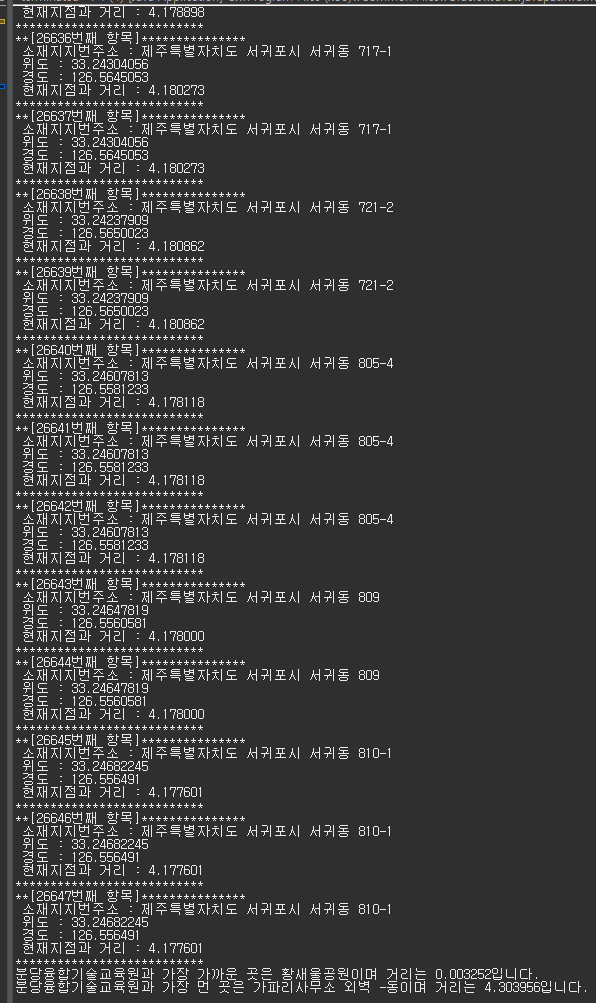 현재지점과 거리 : 4.178898
***************************
**[26636번째 항목]***************
소재지지번주소 : 제주특별자치도 서귀포시 서귀동 717-1
위도 : 33.24304056
경도 : 126.5645053
현재지점과 거리 : 4.180273
***************************
**[26637번째 항목]***************
소재지지번주소 : 제주특별자치도 서귀포시 서귀동 717-1
위도 : 33.24304056
경도 : 126.5645053
현재지점과 거리 : 4.180273
***************************
**[26638번째 항목]***************
소재지지번주소 : 제주특별자치도 서귀포시 서귀동 721-2
위도 : 33.24237909
경도 : 126.5650023
현재지점과 거리 : 4.180862
***************************
**[26639번째 항목]***************
소재지지번주소 : 제주특별자치도 서귀포시 서귀동 721-2
위도 : 33.24237909
경도 : 126.5650023
현재지점과 거리 : 4.180862
***************************
**[26640번째 항목]***************
소재지지번주소 : 제주특별자치도 서귀포시 서귀동 805-4
위도 : 33.24607813
경도 : 126.5581233
현재지점과 거리 : 4.178118
***************************
**[26641번째 항목]***************
소재지지번주소 : 제주특별자치도 서귀포시 서귀동 805-4
위도 : 33.24607813
경도 : 126.5581233
현재지점과 거리 : 4.178118
***************************
**[26642번째 항목]***************
소재지지번주소 : 제주특별자치도 서귀포시 서귀동 805-4
위도 : 33.24607813
경도 : 126.5581233
현재지점과 거리 : 4.178118
***************************
**[26643번째 항목]***************
소재지지번주소 : 제주특별자치도 서귀포시 서귀동 809
위도 : 33.24647819
경도 : 126.5560581
현재지점과 거리 : 4.178000
***************************
**[26644번째 항목]***************
소재지지번주소 : 제주특별자치도 서귀포시 서귀동 809
위도 : 33.24647819
경도 : 126.5560581
현재지점과 거리 : 4.178000
***************************
**[26645번째 항목]***************
소재지지번주소 : 제주특별자치도 서귀포시 서귀동 810-1
위도 : 33.24682245
경도 : 126.556491
현재지점과 거리 : 4.177601
***************************
**[26646번째 항목]***************
소재지지번주소 : 제주특별자치도 서귀포시 서귀동 810-1
위도 : 33.24682245
경도 : 126.556491
현재지점과 거리 : 4.177601
***************************
**[26647번째 항목]***************
소재지지번주소 : 제주특별자치도 서귀포시 서귀동 810-1
위도 : 33.24682245
경도 : 126.556491
현재지점과 거리 : 4.177601
***************************
분당융합기술교육원과 가장 가까운 곳은 황새울공원이며 거리는 0.003252입니다.
분당융합기술교육원과 가장 먼 곳은 가파리사무소 외벽 -동이며 거리는 4.303956입니다.